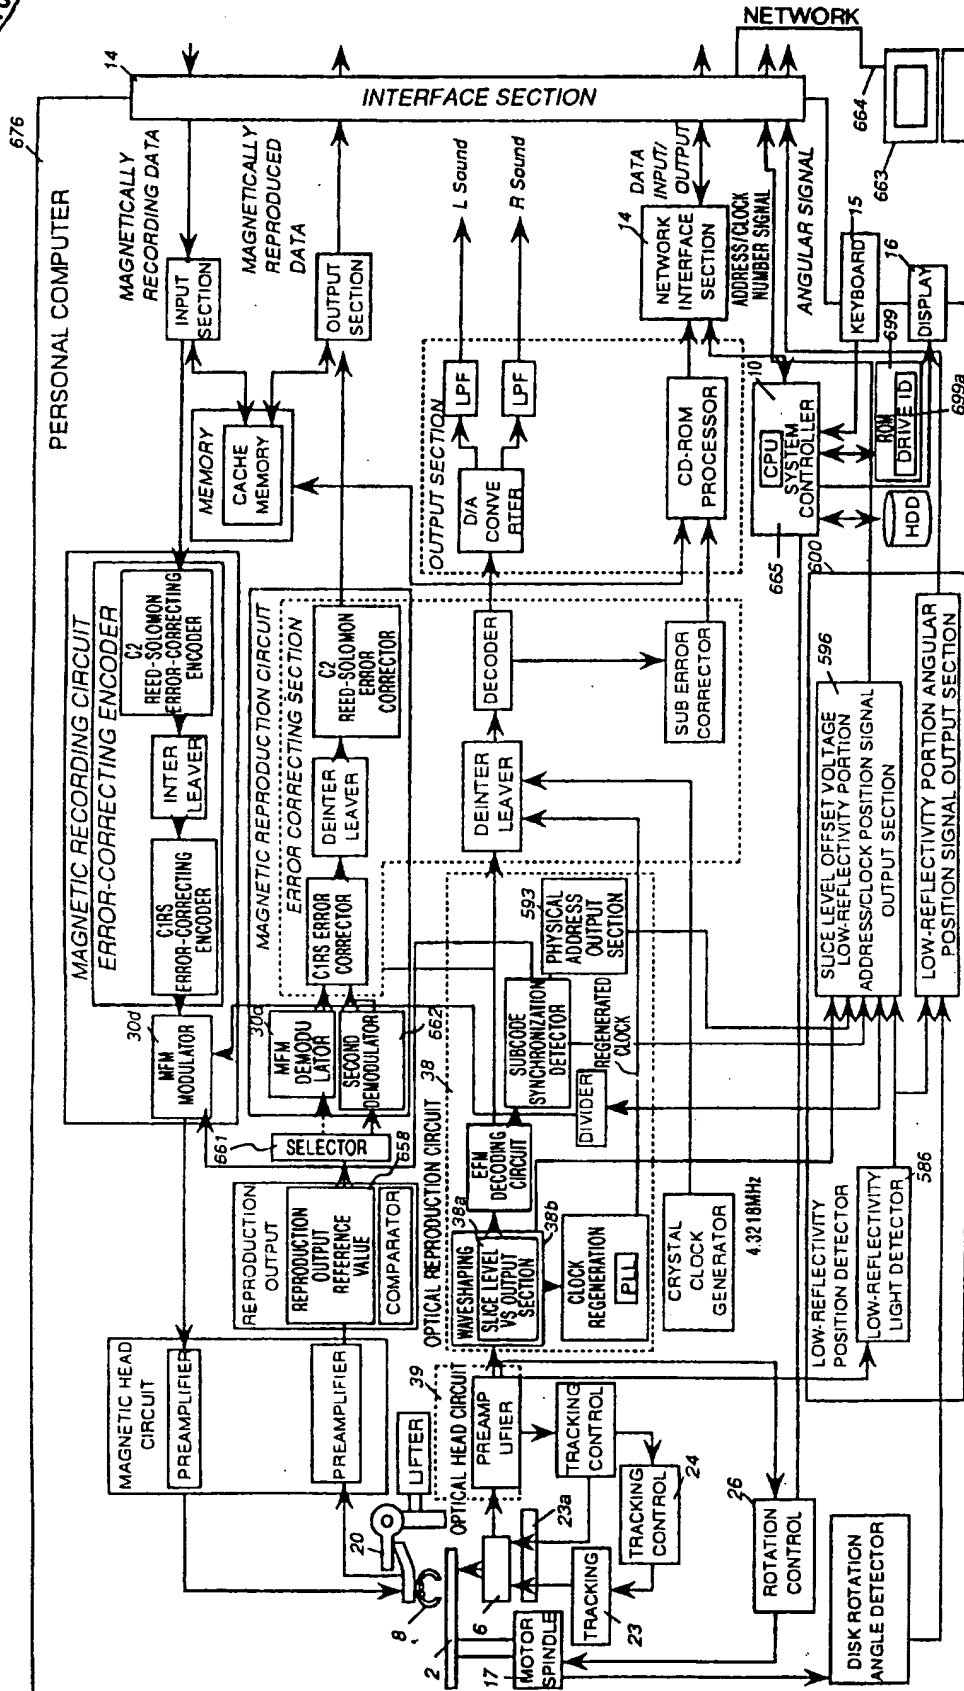 NETWORK
676
PERSONAL COMPUTER
14
INTERFACE SECTION
664
663
MAGNETICALLY
RECORDING DATA
MAGNETICALLY
REPRODUCED
DATA
INPUT
SECTION
OUTPUT
SECTION
MEMORY
CACHE
MEMORY
L Sound
R Sound
LPF
LPF
OUTPUT SECTION
D/A
CONVE
RTER
CD-ROM
PROCESSOR
14
NETWORK
INTERFACE
SECTION
DATA
INPUT/
OUTPUT
ADDRESS/CLOCK
NUMBER SIGNAL
ANGULAR SIGNAL
15
KEYBOARD
16
DISPLAY
699
ROM
DRIVE ID
699a
10
CPU
SYSTEM
CONTROLLER
665
HDD
600
MAGNETIC RECORDING CIRCUIT
ERROR-CORRECTING ENCODER
C2
REED-SOLOMON
ERROR-CORRECTING
ENCODER
INTER
LEAVER
C1RS
ERROR-CORRECTING
ENCODER
30d
MFM
MODULATOR
MAGNETIC REPRODUCTION CIRCUIT
ERROR CORRECTING SECTION
C2
REED-SOLOMON
ERROR
CORRECTOR
DEINTER
LEAVER
C1RS ERROR
CORRECTOR
30d
MFM
DEMODU
LATOR
SECOND
DEMODULATOR
662
661
SELECTOR
658
REPRODUCTION
OUTPUT
REPRODUCTION
OUTPUT
REFERENCE
VALUE
COMPARATOR
DECODER
DEINTER
LEAVER
SUB ERROR
CORRECTOR
OPTICAL REPRODUCTION CIRCUIT
38
593
PHYSICAL
ADDRESS
OUTPUT
SECTION
SUBCODE
SYNCHRONIZATION
DETECTOR
REGENERATED
CLOCK
DIVIDER
EFM
DECODING
CIRCUIT
38a
WAVESHAPING
SLICE LEVEL
VS OUTPUT
SECTION
38b
CLOCK
REGENERATION
PLL
CRYSTAL
CLOCK
GENERATOR
4.3218MHz
596
SLICE LEVEL OFFSET VOLTAGE
LOW-REFLECTIVITY PORTION
ADDRESS/CLOCK POSITION SIGNAL
OUTPUT SECTION
LOW-REFLECTIVITY PORTION ANGULAR
POSITION SIGNAL OUTPUT SECTION
LOW-REFLECTIVITY
POSITION DETECTOR
LOW-REFLECTIVITY
LIGHT DETECTOR
586
MAGNETIC HEAD
CIRCUIT
PREAMPLIFIER
PREAMPLIFIER
LIFTER
20
8
2
6
OPTICAL HEAD CIRCUIT
39
PREAMP
LIFIER
TRACKING
CONTROL
TRACKING
CONTROL
24
TRACKING
23
23a
17
MOTOR
SPINDLE
26
ROTATION
CONTROL
DISK ROTATION
ANGLE DETECTOR